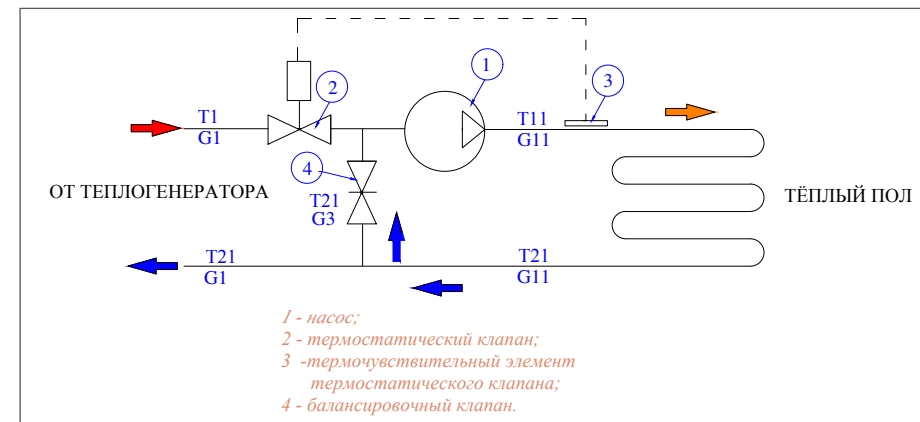 1
2
3
T1
G1
T11
G11
4
ОТ ТЕПЛОГЕНЕРАТОРА
T21
G3
ТЁПЛЫЙ ПОЛ
T21
G1
T21
G11
1 - насос;
2 - термостатический клапан;
3 -термочувствительный элемент
термостатического клапана;
4 - балансировочный клапан.